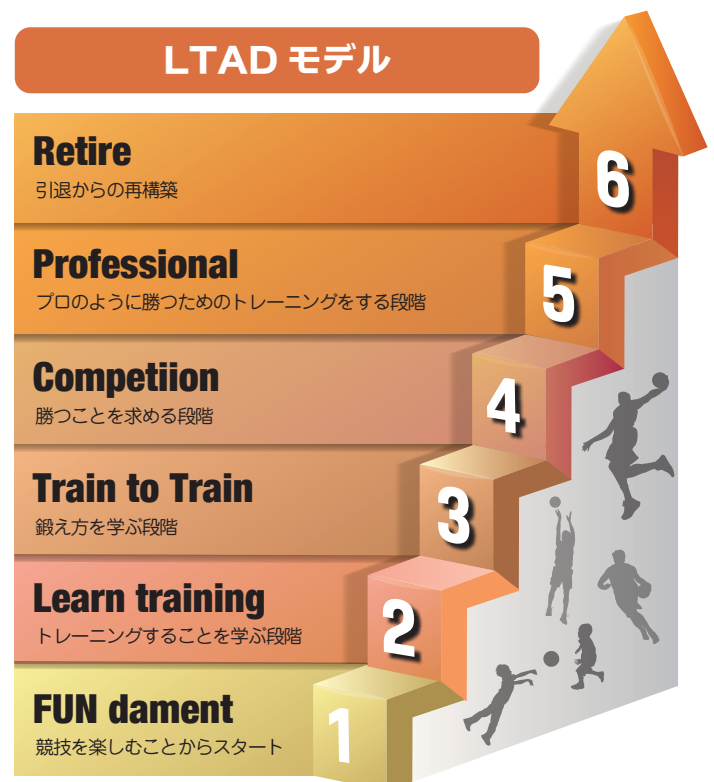 LTAD モデル
Retire
引退からの再構築
6
Professional
プロのように勝つためのトレーニングをする段階
5
Competiion
勝つことを求める段階
4
Train to Train
鍛え方を学ぶ段階
3
Learn training
トレーニングすることを学ぶ段階
2
FUN dament
競技を楽しむことからスタート
1